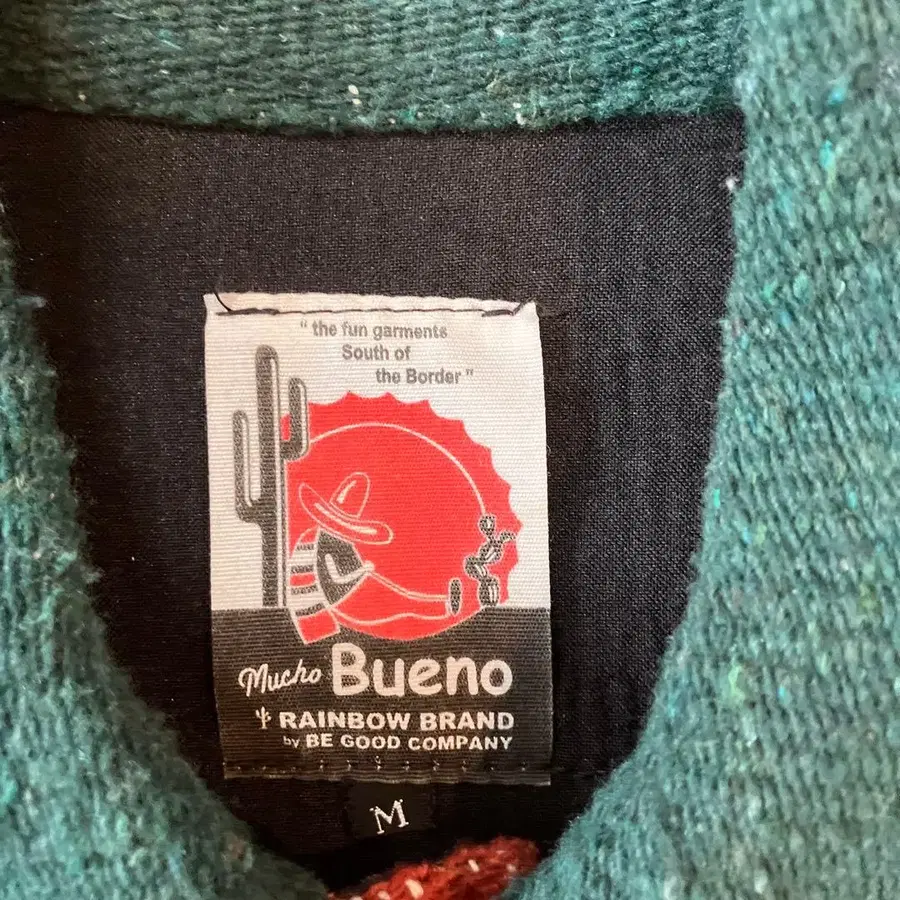 " the fun garments
South of
the Border "
Mucho Bueno
RAINBOW BRAND
by BE GOOD COMPANY
M